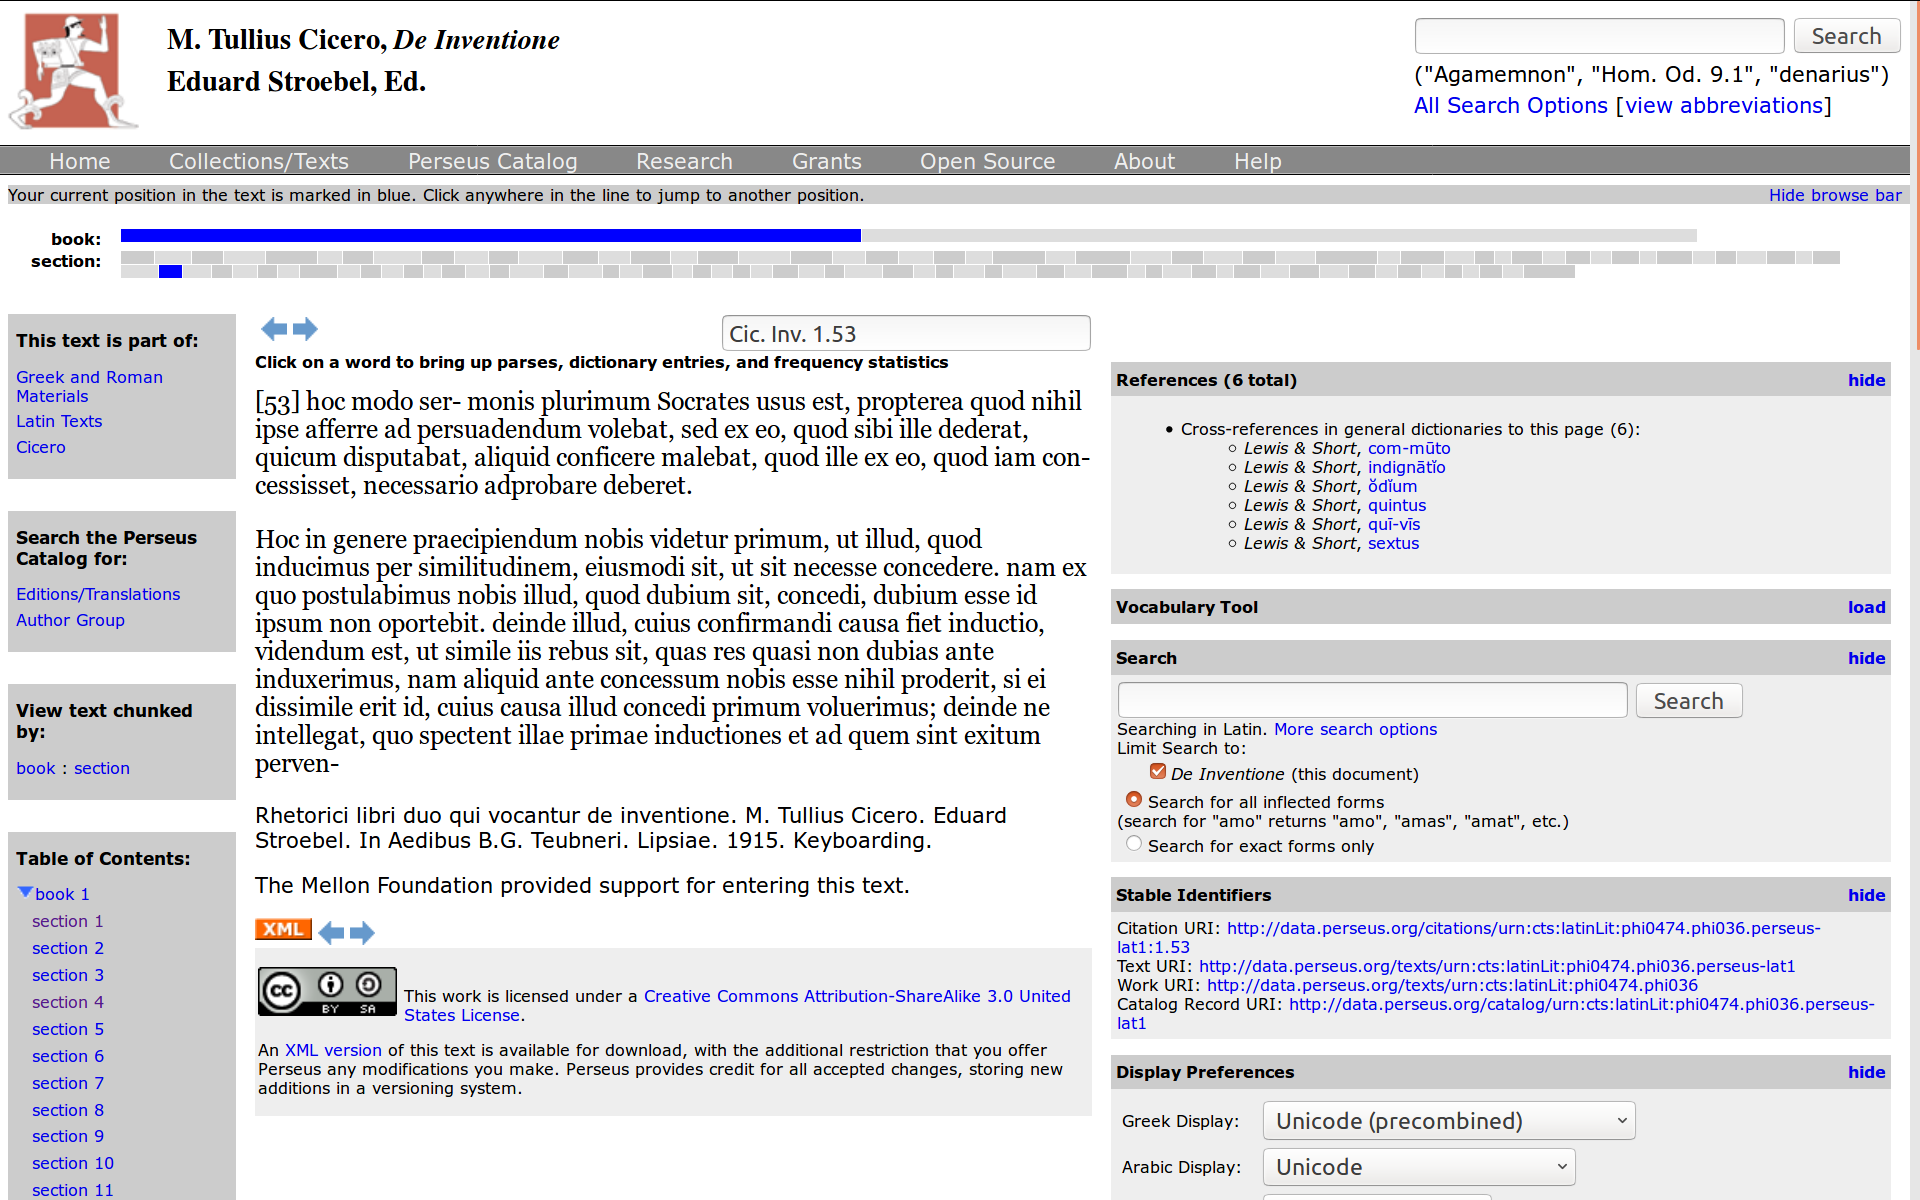 M. Tullius Cicero, De Inventione
Eduard Stroebel, Ed.
Search
("Agamemnon", "Hom. Od. 9.1", "denarius")
All Search Options [view abbreviations]
Home Collections/Texts Perseus Catalog Research Grants Open Source About Help
Your current position in the text is marked in blue. Click anywhere in the line to jump to another position.
Hide browse bar
book:
section:
This text is part of:
Greek and Roman
Materials
Latin Texts
Cicero
Search the Perseus
Catalog for:
Editions/Translations
Author Group
View text chunked
by:
book : section
Table of Contents:
book 1
section 1
section 2
section 3
section 4
section 5
section 6
section 7
section 8
section 9
section 10
section 11
Cic. Inv. 1.53
Click on a word to bring up parses, dictionary entries, and frequency statistics
[53] hoc modo ser- monis plurimum Socrates usus est, propterea quod nihil
ipse afferre ad persuadendum volebat, sed ex eo, quod sibi ille dederat,
quicum disputabat, aliquid conficere malebat, quod ille ex eo, quod iam con-
cessisset, necessario adprobare deberet.
Hoc in genere praecipiendum nobis videtur primum, ut illud, quod
inducimus per similitudinem, eiusmodi sit, ut sit necesse concedere. nam ex
quo postulabimus nobis illud, quod dubium sit, concedi, dubium esse id
ipsum non oportebit. deinde illud, cuius confirmandi causa fiet inductio,
videndum est, ut simile iis rebus sit, quas res quasi non dubias ante
induxerimus, nam aliquid ante concessum nobis esse nihil proderit, si ei
dissimile erit id, cuius causa illud concedi primum voluerimus; deinde ne
intellegat, quo spectent illae primae inductiones et ad quem sint exitum
perven-
Rhetorici libri duo qui vocantur de inventione. M. Tullius Cicero. Eduard
Stroebel. In Aedibus B.G. Teubneri. Lipsiae. 1915. Keyboarding.
The Mellon Foundation provided support for entering this text.
XML
cc BY SA
This work is licensed under a Creative Commons Attribution-ShareAlike 3.0 United
States License.
An XML version of this text is available for download, with the additional restriction that you offer
Perseus any modifications you make. Perseus provides credit for all accepted changes, storing new
additions in a versioning system.
References (6 total)
hide
Cross-references in general dictionaries to this page (6):
Lewis & Short, com-mūto
Lewis & Short, indignātĭo
Lewis & Short, ŏdĭum
Lewis & Short, quintus
Lewis & Short, quī-vīs
Lewis & Short, sextus
Vocabulary Tool
load
Search
hide
Search
Searching in Latin. More search options
Limit Search to:
De Inventione (this document)
Search for all inflected forms
(search for "amo" returns "amo", "amas", "amat", etc.)
Search for exact forms only
Stable Identifiers
hide
Citation URI: http://data.perseus.org/citations/urn:cts:latinLit:phi0474.phi036.perseus-
lat1:1.53
Text URI: http://data.perseus.org/texts/urn:cts:latinLit:phi0474.phi036.perseus-lat1
Work URI: http://data.perseus.org/texts/urn:cts:latinLit:phi0474.phi036
Catalog Record URI: http://data.perseus.org/catalog/urn:cts:latinLit:phi0474.phi036.perseus-
lat1
Display Preferences
hide
Greek Display: Unicode (precombined)
Arabic Display: Unicode